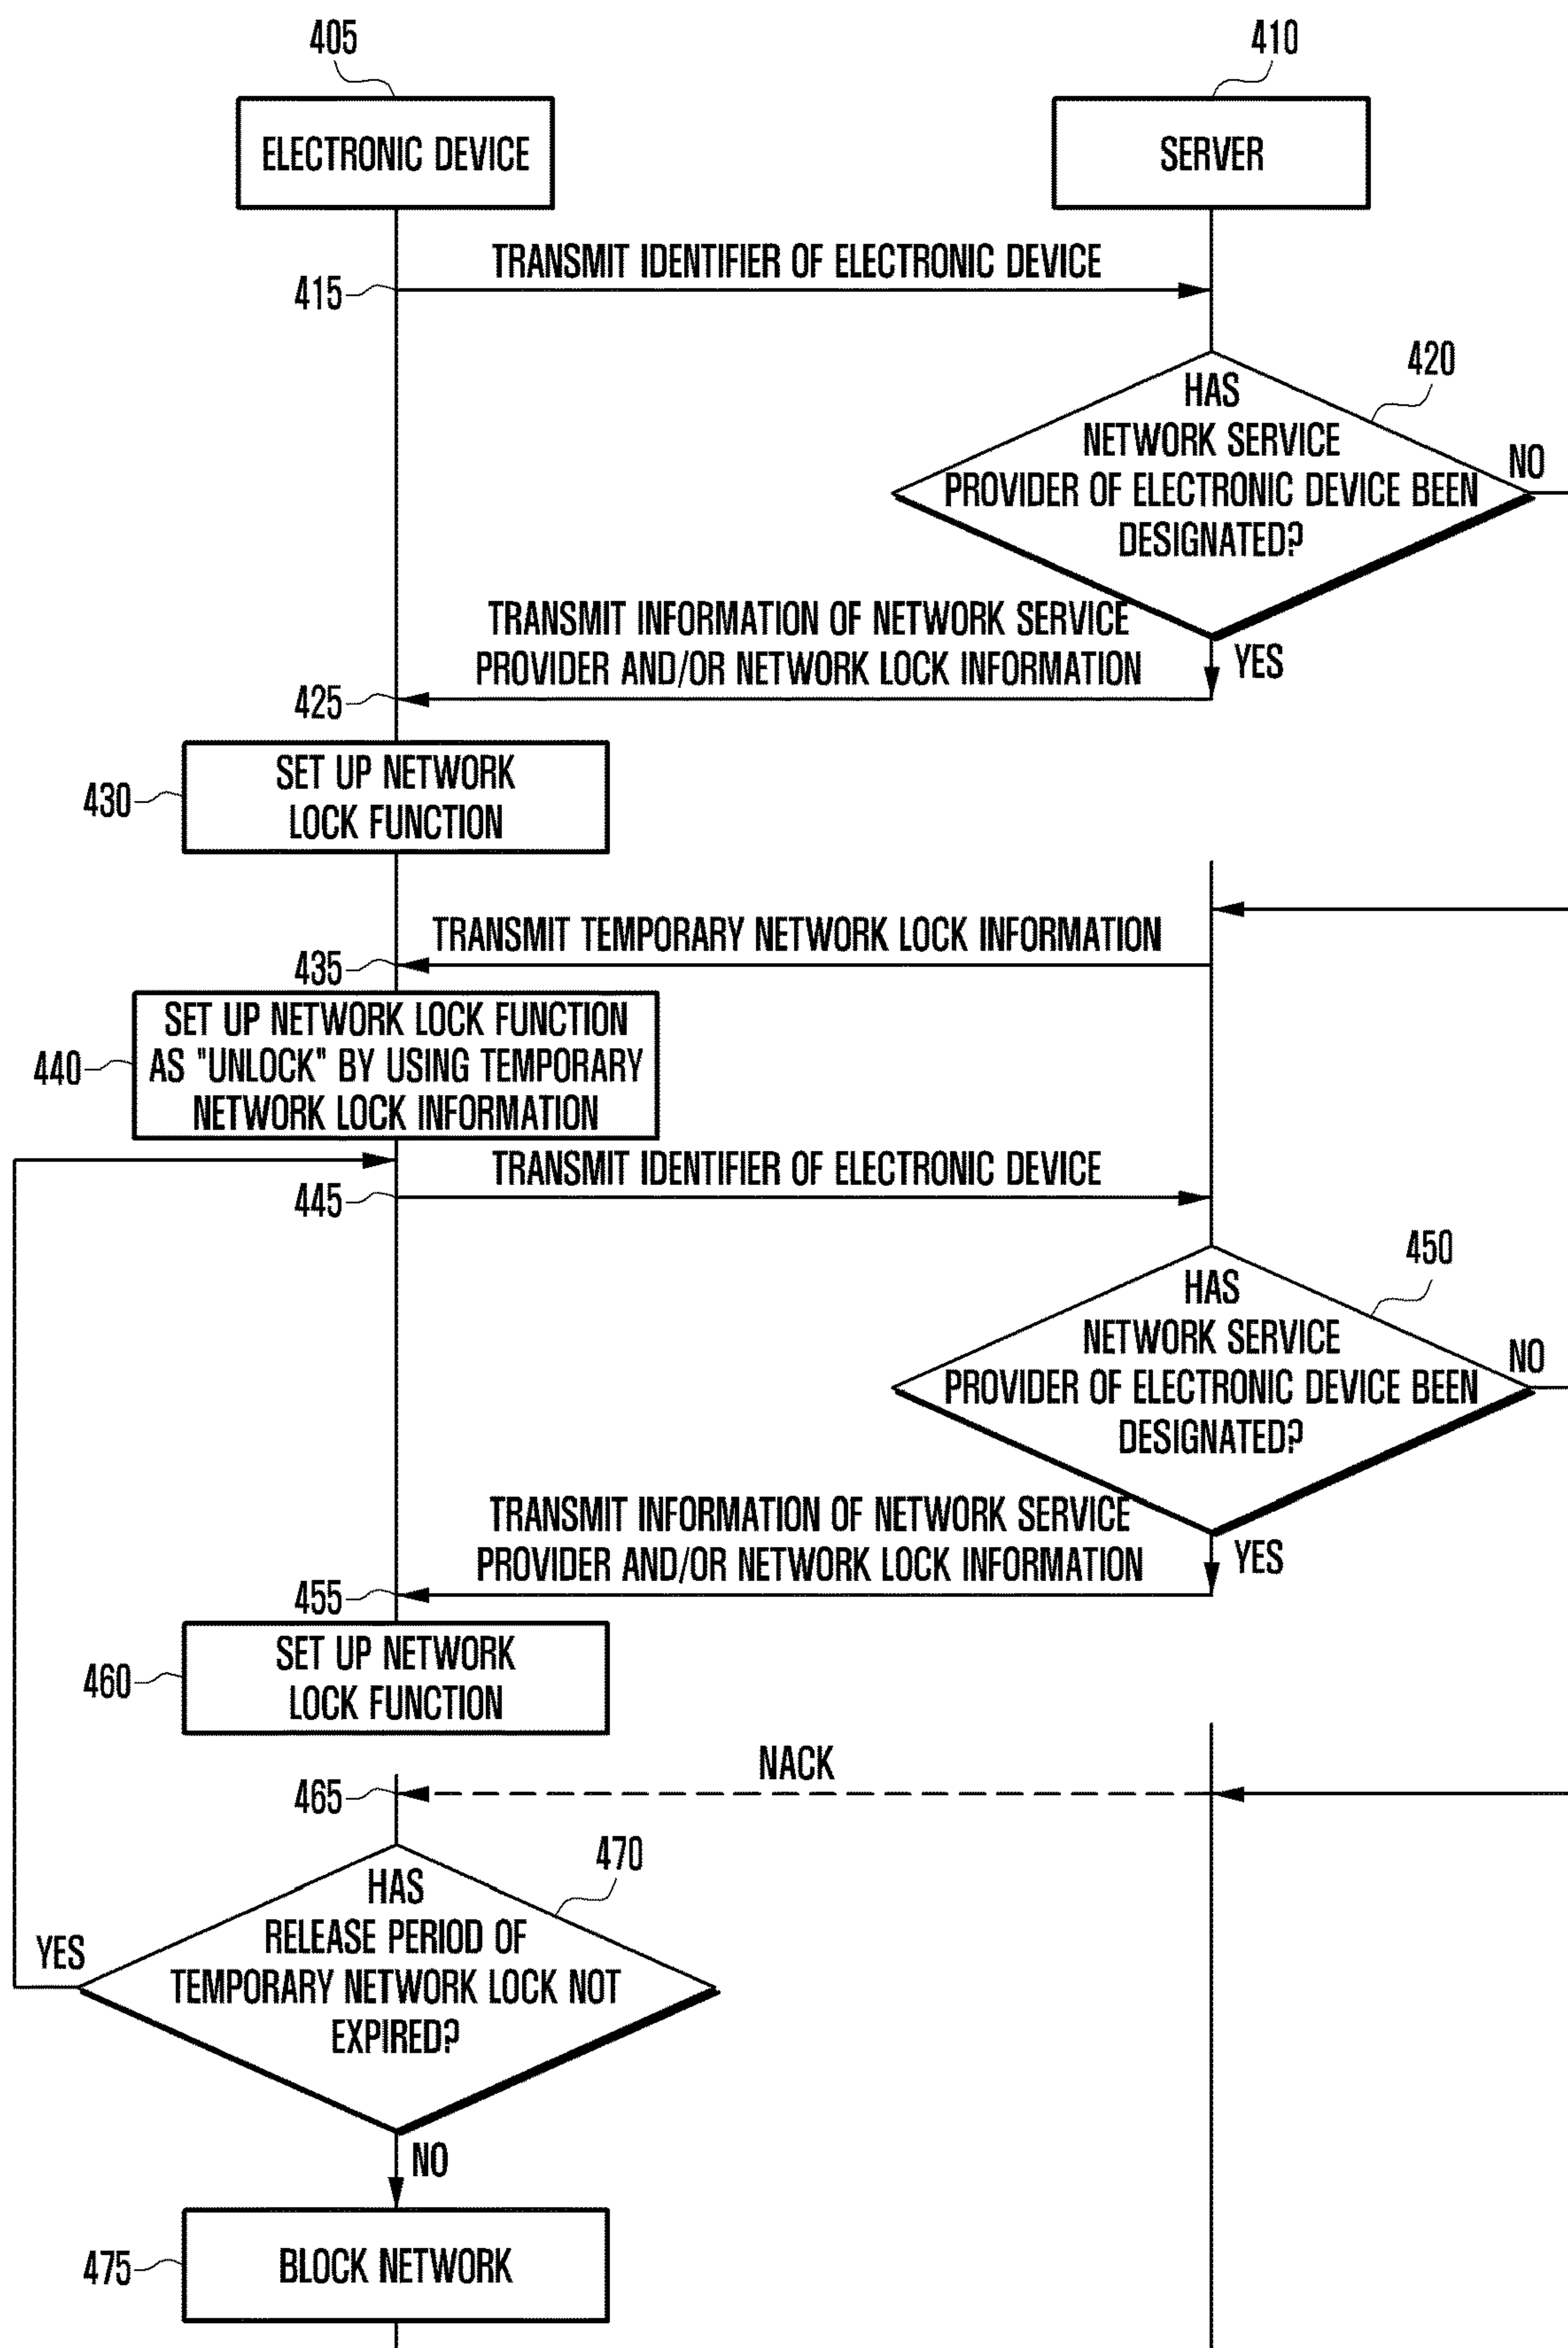 405
410
ELECTRONIC DEVICE
SERVER
TRANSMIT IDENTIFIER OF ELECTRONIC DEVICE
415
420
HAS
NETWORK SERVICE
PROVIDER OF ELECTRONIC DEVICE BEEN
DESIGNATED?
NO
YES
TRANSMIT INFORMATION OF NETWORK SERVICE
PROVIDER AND/OR NETWORK LOCK INFORMATION
425
SET UP NETWORK
LOCK FUNCTION
430
TRANSMIT TEMPORARY NETWORK LOCK INFORMATION
435
SET UP NETWORK LOCK FUNCTION
AS "UNLOCK" BY USING TEMPORARY
NETWORK LOCK INFORMATION
440
TRANSMIT IDENTIFIER OF ELECTRONIC DEVICE
445
450
HAS
NETWORK SERVICE
PROVIDER OF ELECTRONIC DEVICE BEEN
DESIGNATED?
NO
YES
TRANSMIT INFORMATION OF NETWORK SERVICE
PROVIDER AND/OR NETWORK LOCK INFORMATION
455
SET UP NETWORK
LOCK FUNCTION
460
NACK
465
470
HAS
RELEASE PERIOD OF
TEMPORARY NETWORK LOCK NOT
EXPIRED?
YES
NO
BLOCK NETWORK
475